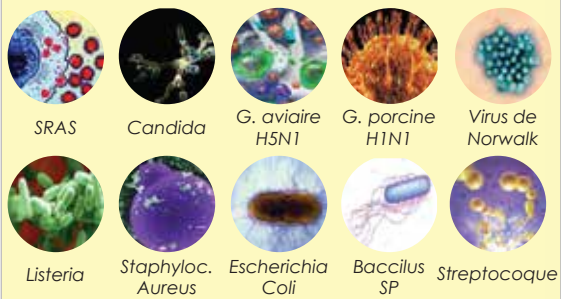 SRAS
Candida
G. aviaire
H5N1
G. porcine
H1N1
Virus de
Norwalk
Listeria
Staphyloc.
Aureus
Escherichia
Coli
Baccilus
SP
Streptocoque